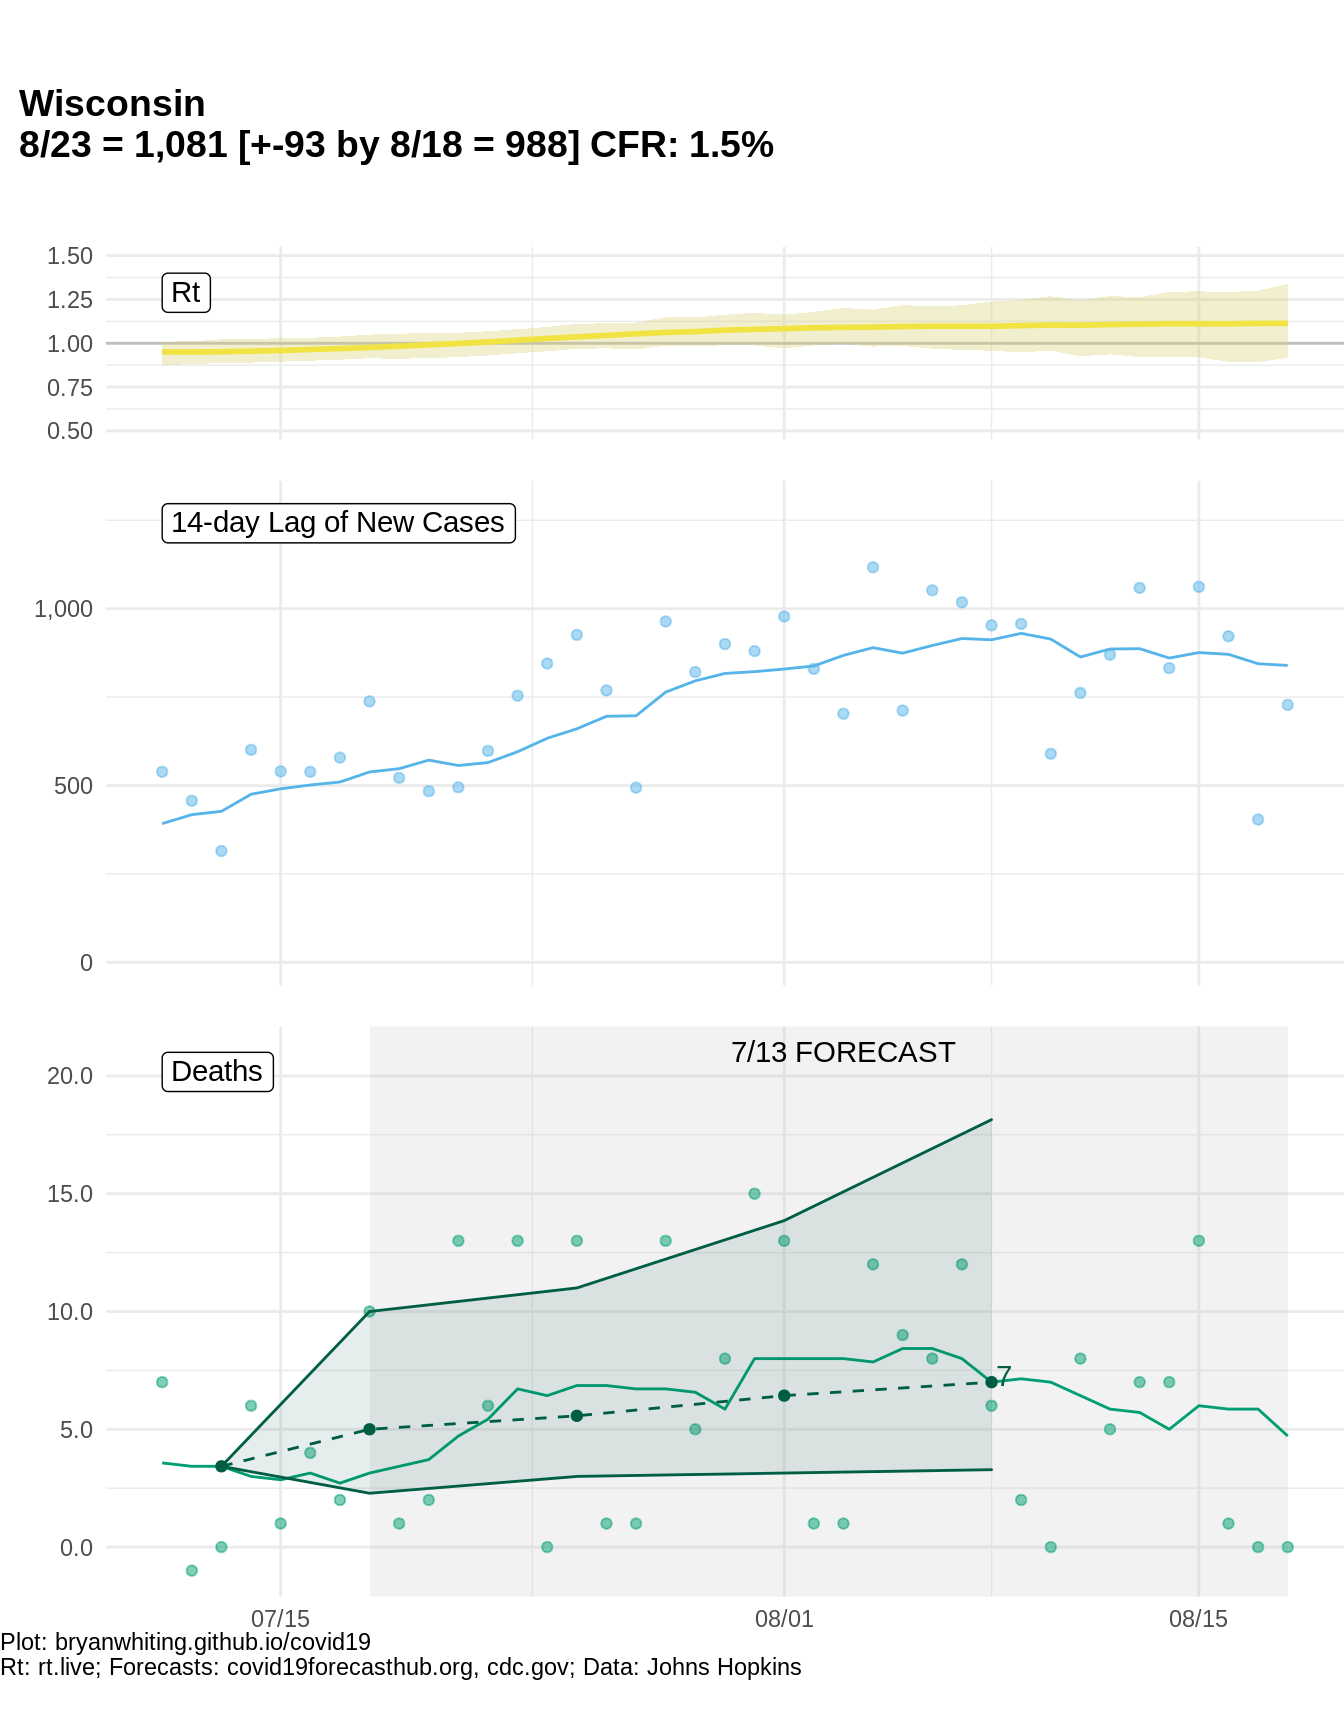 Wisconsin
8/23 = 1,081 [+-93 by 8/18 = 988] CFR: 1.5%
1.50
1.25
1.00
0.75
0.50
Rt
14-day Lag of New Cases
1,000
500
0
Deaths
7/13 FORECAST
20.0
15.0
10.0
5.0
0.0
7
07/15
08/01
08/15
Plot: bryanwhiting.github.io/covid19
Rt: rt.live; Forecasts: covid19forecasthub.org, cdc.gov; Data: Johns Hopkins